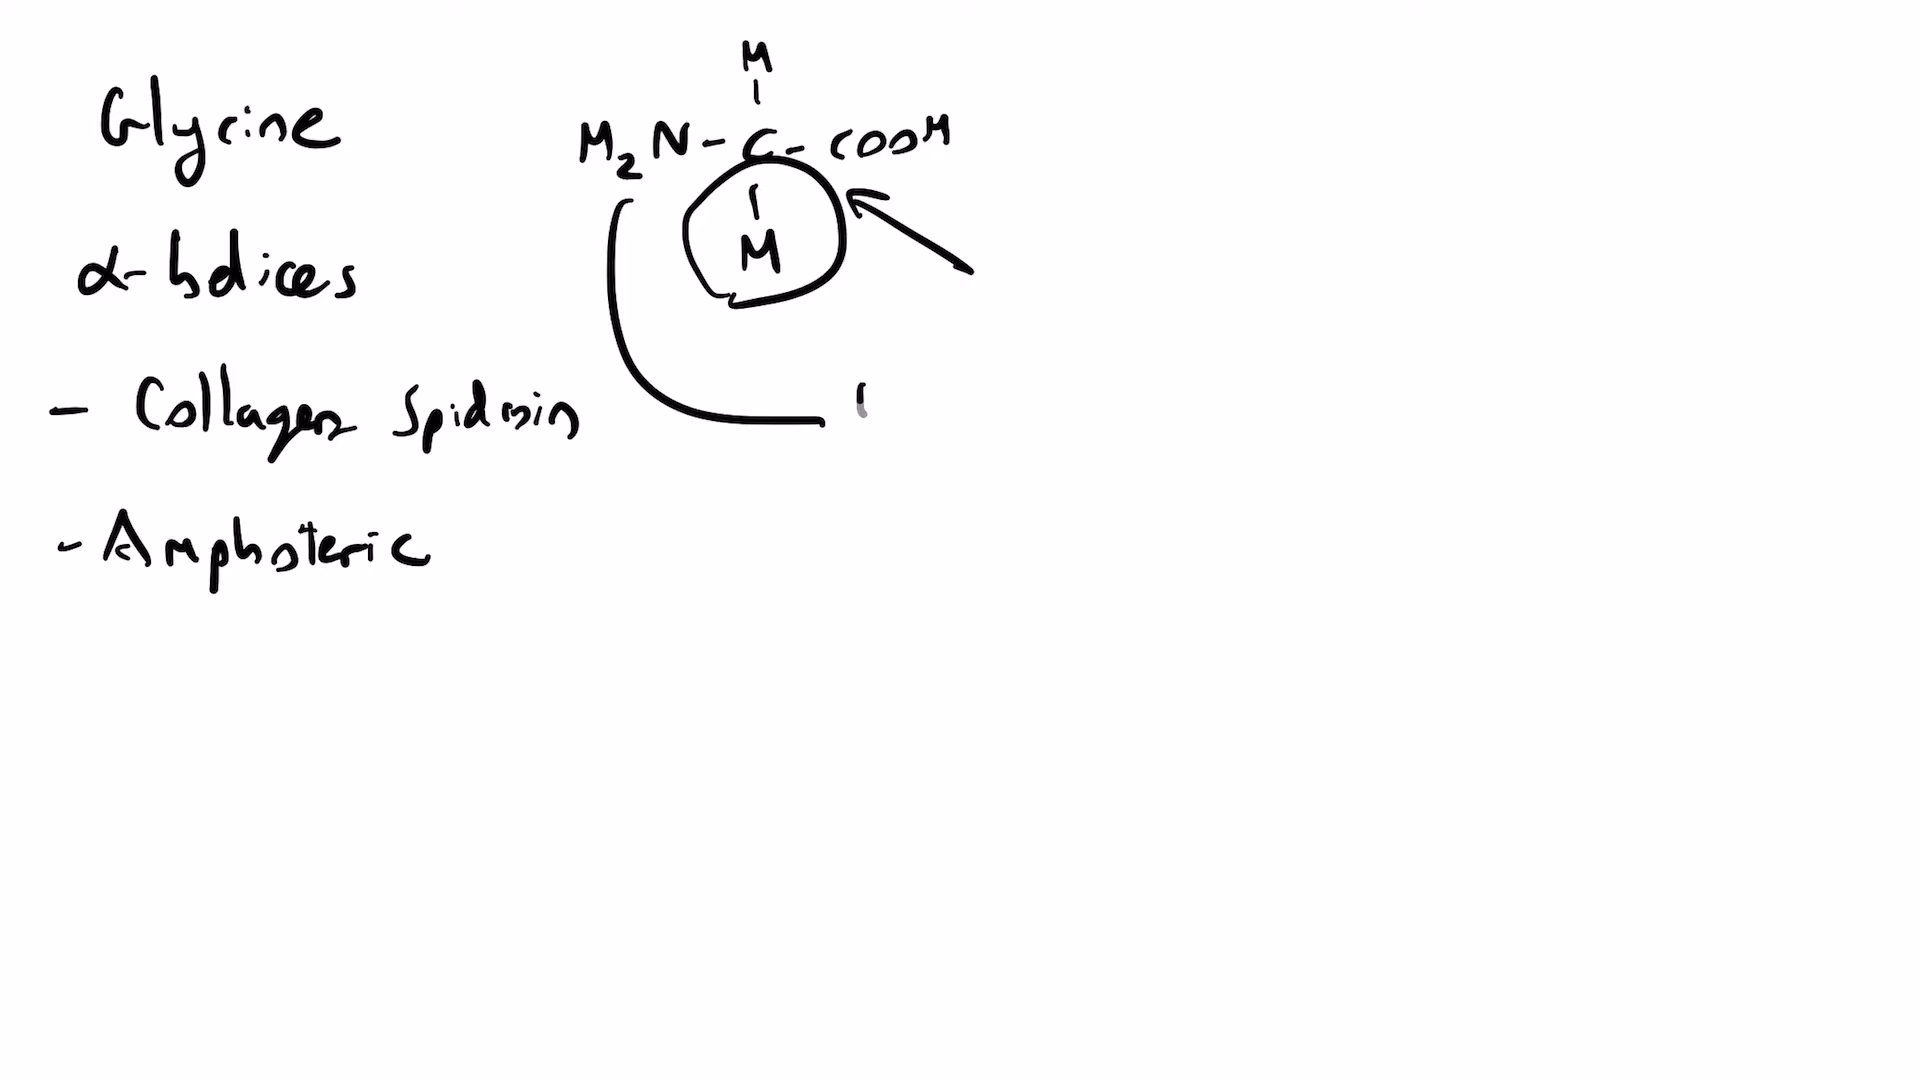 Glycine
H
H₂N - C - COOH
H
α-helices
- Collagen Spidroin
- Amphoteric